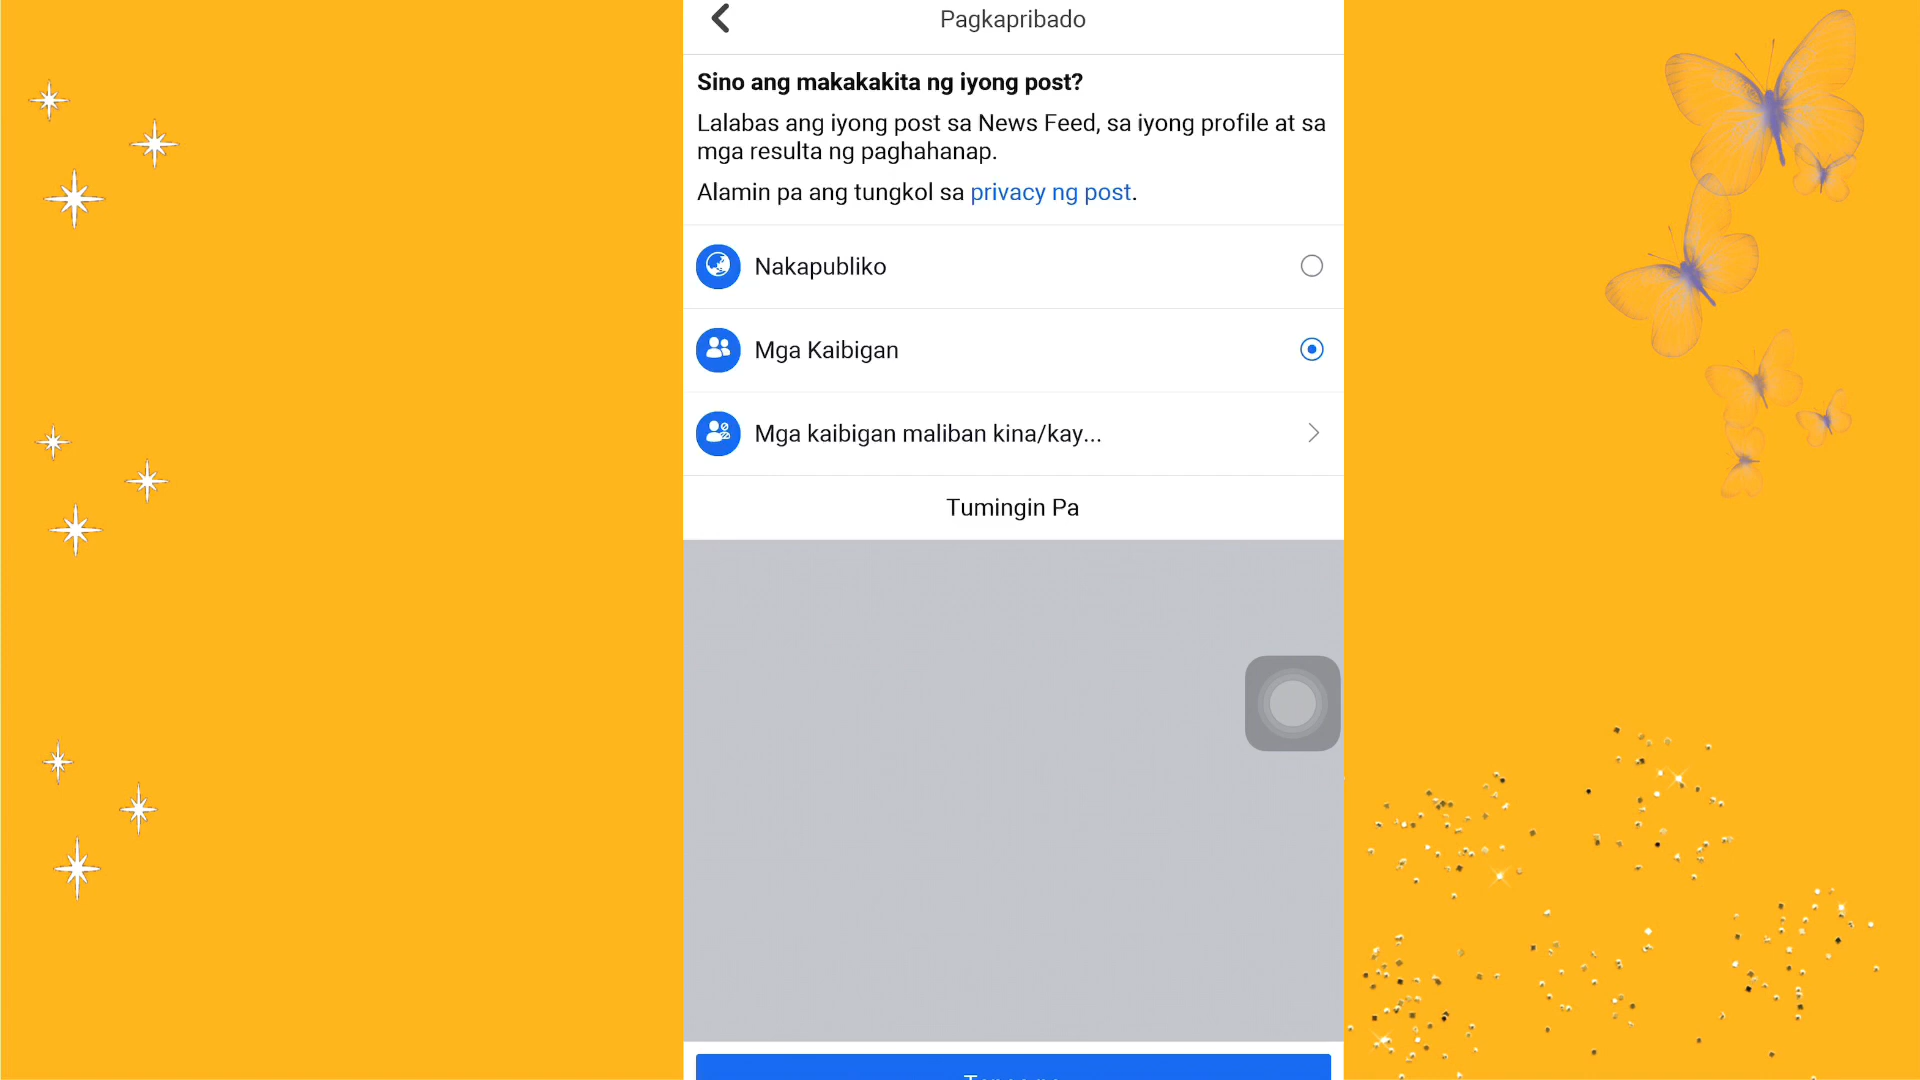 Pagkapribado
Sino ang makakakita ng iyong post?
Lalabas ang iyong post sa News Feed, sa iyong profile at sa
mga resulta ng paghahanap.
Alamin pa ang tungkol sa privacy ng post.
Nakapubliko
Mga Kaibigan
Mga kaibigan maliban kina/kay...
Tumingin Pa